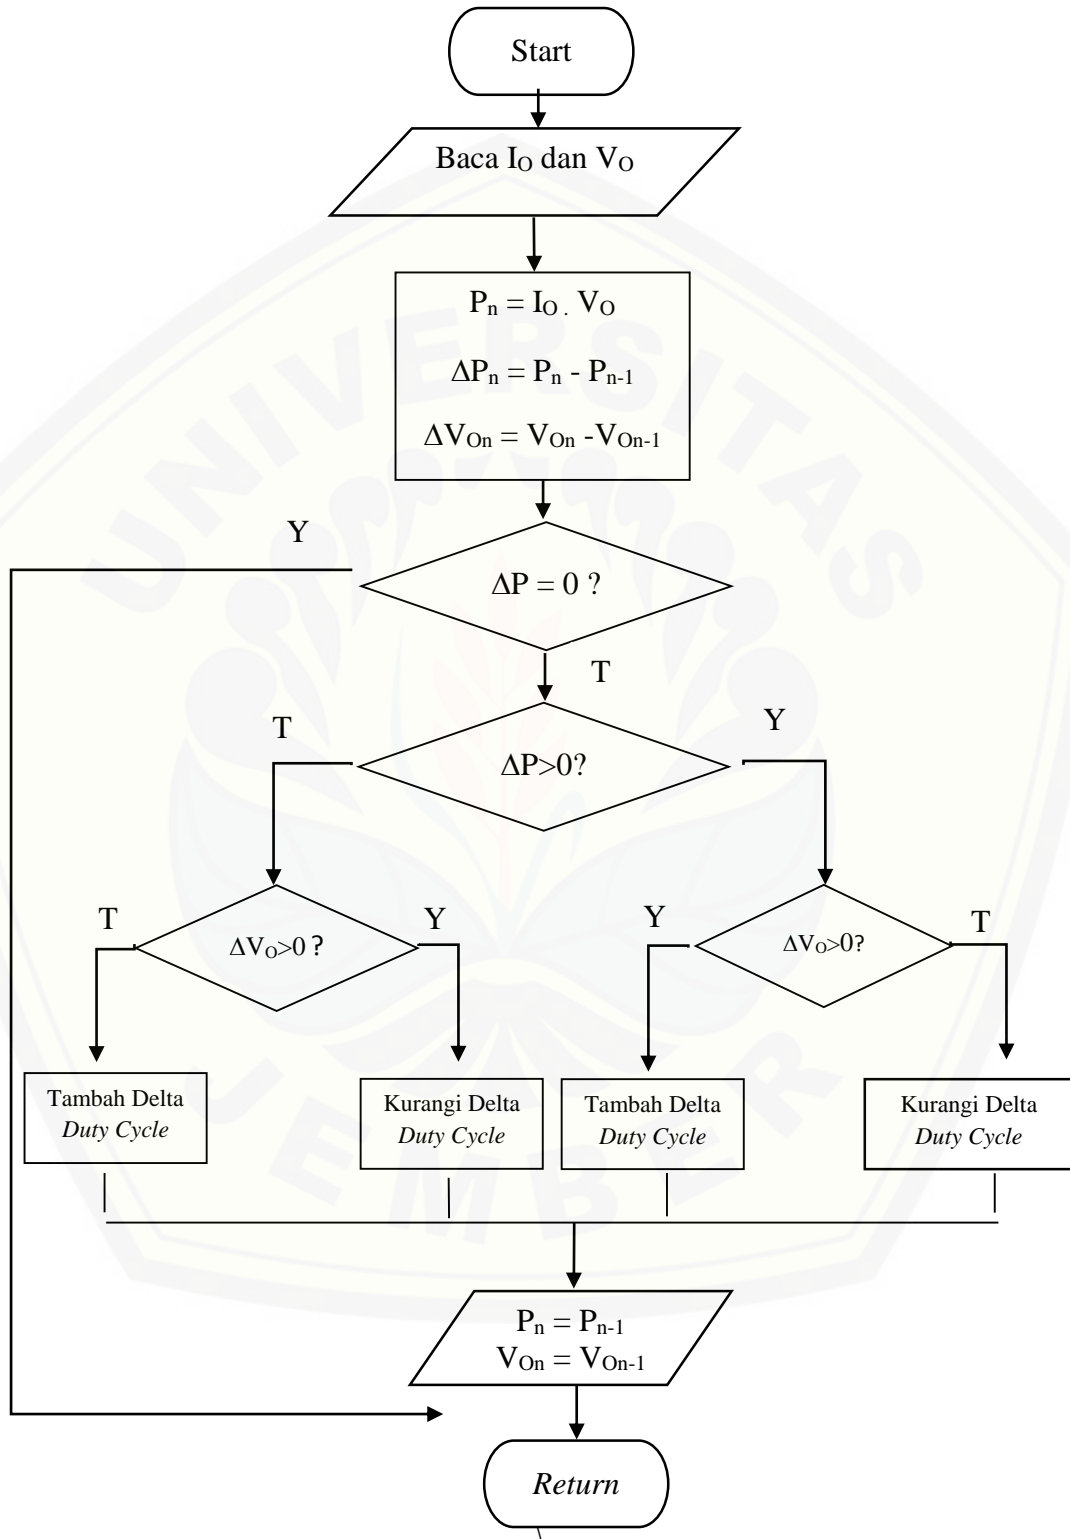 Start
Baca IO dan VO
Pn = IO . VO
ΔPn = Pn - Pn-1
ΔVOn = VOn -VOn-1
Y
ΔP = 0 ?
T
T
Y
ΔP>0?
T
Y
Y
T
ΔVO>0 ?
ΔVO>0?
Tambah Delta
Duty Cycle
Kurangi Delta
Duty Cycle
Tambah Delta
Duty Cycle
Kurangi Delta
Duty Cycle
Pn = Pn-1
VOn = VOn-1
Return
UNIVERSITAS
JEMBER